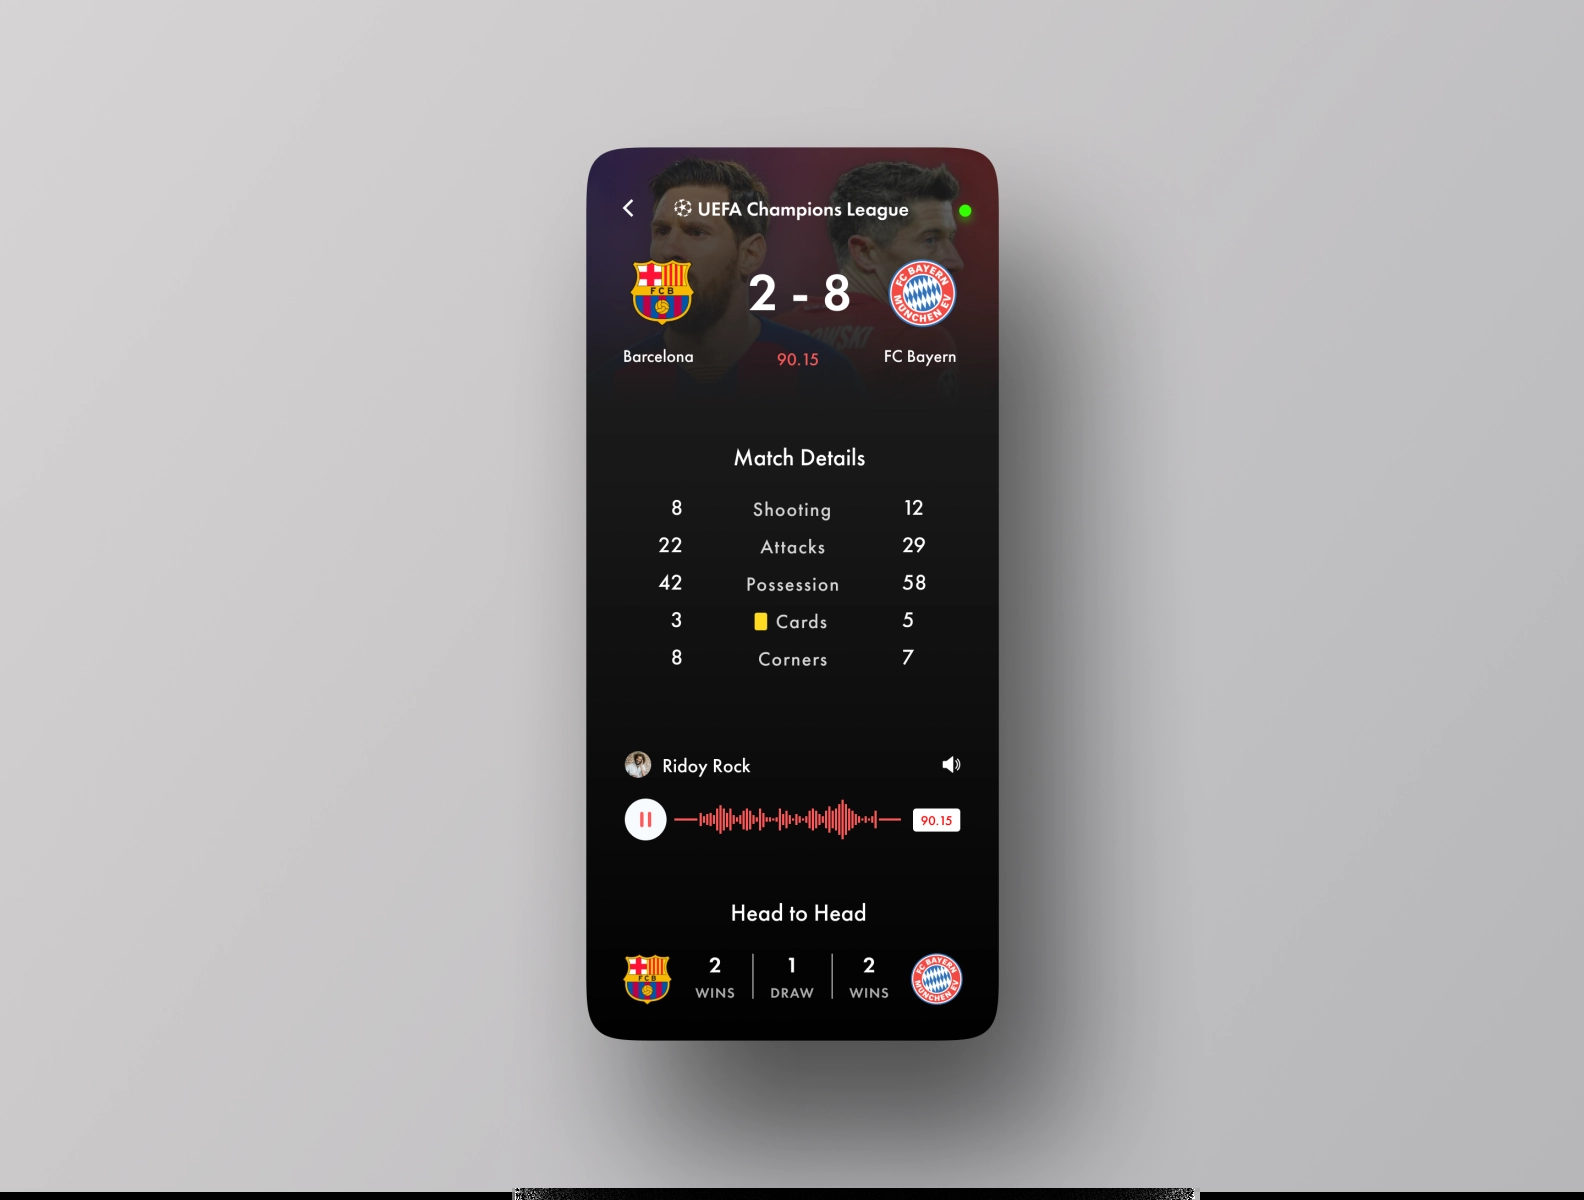 UEFA Champions League
FCB
2 - 8
FC BAYERN
MÜNCHEN EV
OWSKI
Barcelona
90.15
FC Bayern
Match Details
8 Shooting 12
22 Attacks 29
42 Possession 58
3 Cards 5
8 Corners 7
Ridoy Rock
90.15
Head to Head
FCB
2 1 2
WINS DRAW WINS
FC BAYERN
MÜNCHEN EV